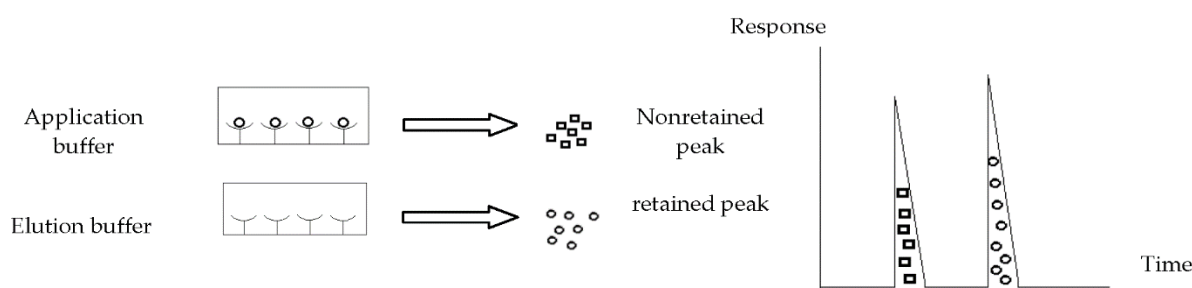 Response
Application
buffer
Nonretained
peak
Elution buffer
retained peak
Time